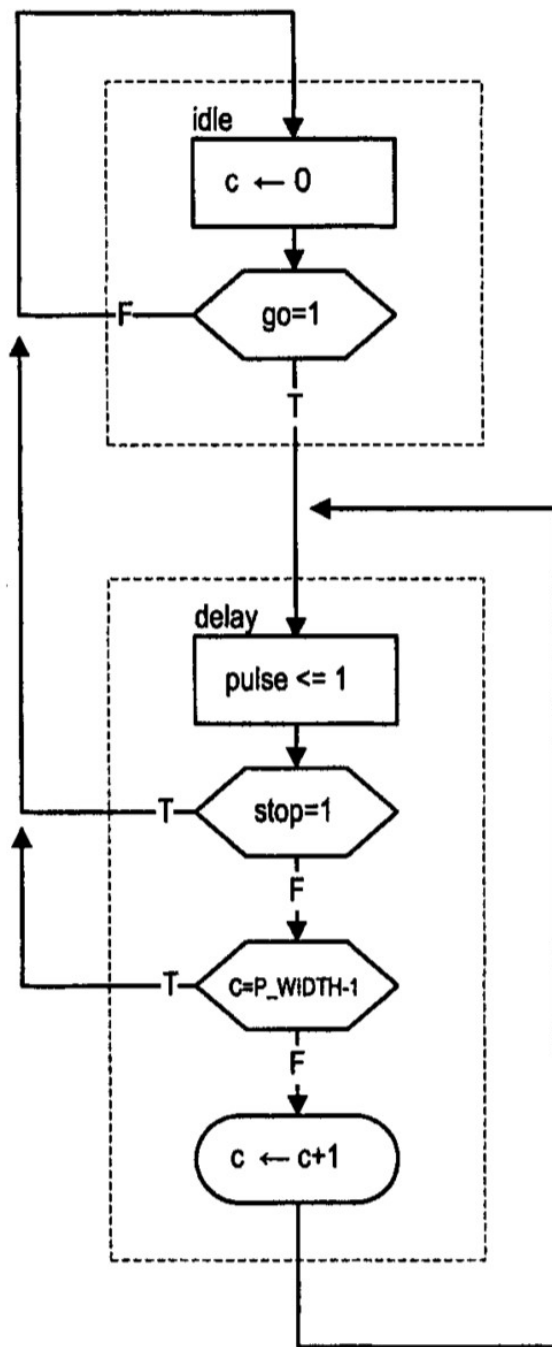 idle
c ← 0
F
go=1
T
delay
pulse <= 1
T
stop=1
F
T
C=P_WIDTH-1
F
c ← c+1